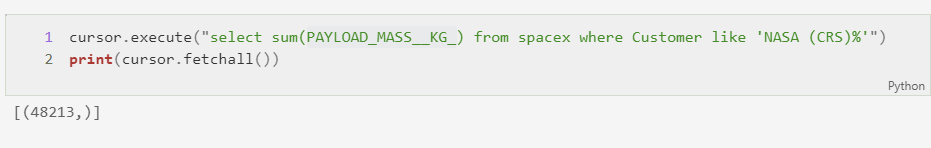 1 cursor.execute("select sum(PAYLOAD_MASS__KG_) from spacex where Customer like 'NASA (CRS)%'")
2 print(cursor.fetchall())
Python
[(48213,)]